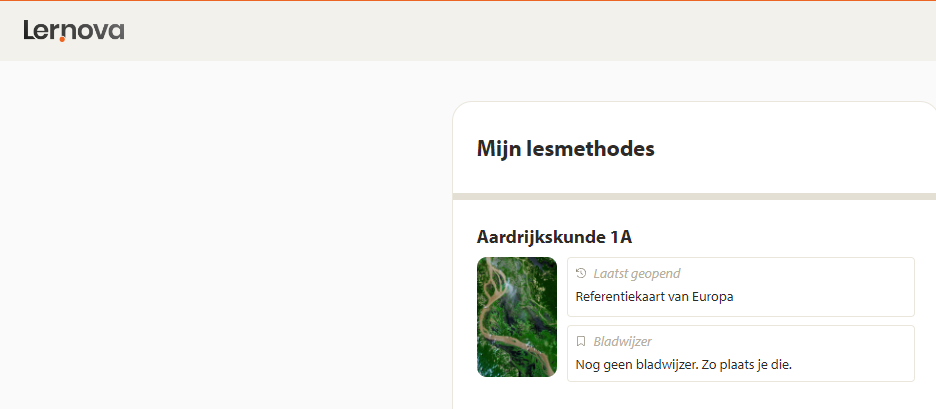 Lernova
Mijn lesmethodes
Aardrijkskunde 1A
Laatst geopend
Referentiekaart van Europa
Bladwijzer
Nog geen bladwijzer. Zo plaats je die.